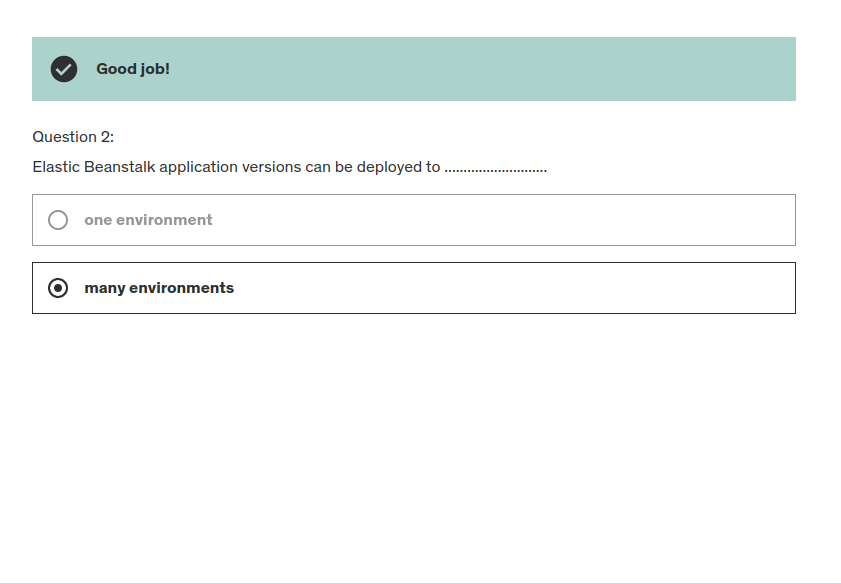 Good job!
Question 2:
Elastic Beanstalk application versions can be deployed to ...........................
one environment
many environments